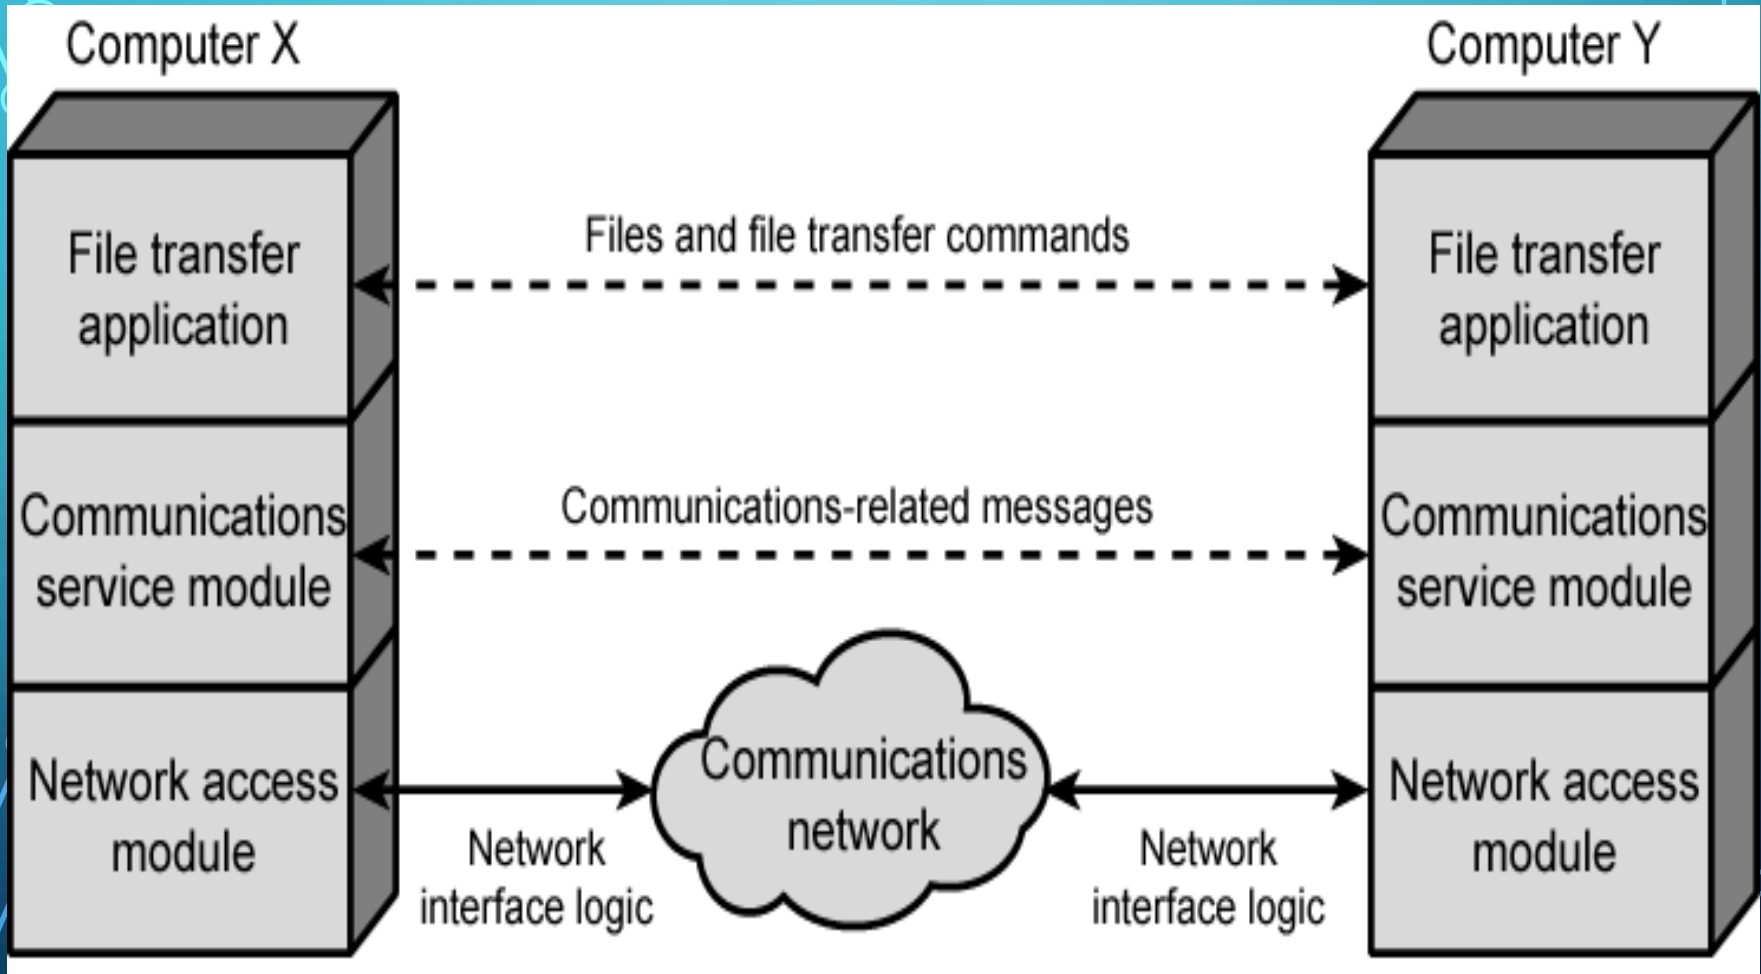 Computer X
Computer Y
File transfer
application
Files and file transfer commands
File transfer
application
Communications
service module
Communications-related messages
Communications
service module
Network access
module
Network
interface logic
Communications
network
Network
interface logic
Network access
module